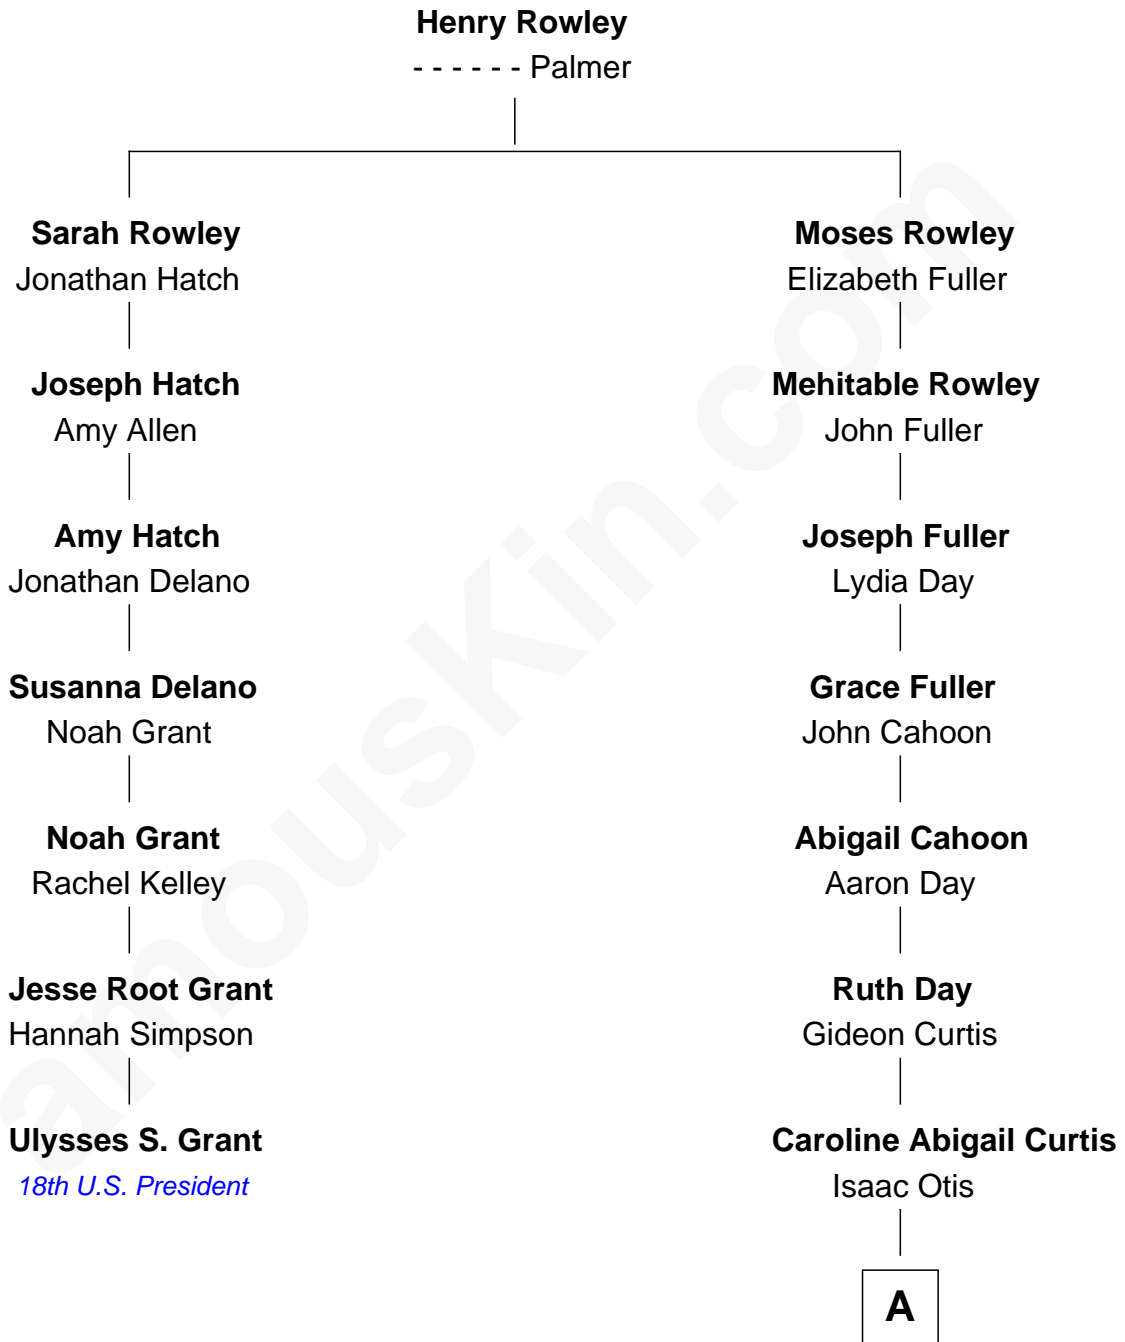 Henry Rowley
- - - - - - Palmer
Sarah Rowley
Jonathan Hatch
Joseph Hatch
Amy Allen
Amy Hatch
Jonathan Delano
Susanna Delano
Noah Grant
Noah Grant
Rachel Kelley
Jesse Root Grant
Hannah Simpson
Ulysses S. Grant
18th U.S. President
Moses Rowley
Elizabeth Fuller
Mehitable Rowley
John Fuller
Joseph Fuller
Lydia Day
Grace Fuller
John Cahoon
Abigail Cahoon
Aaron Day
Ruth Day
Gideon Curtis
Caroline Abigail Curtis
Isaac Otis
A
amouskin.com